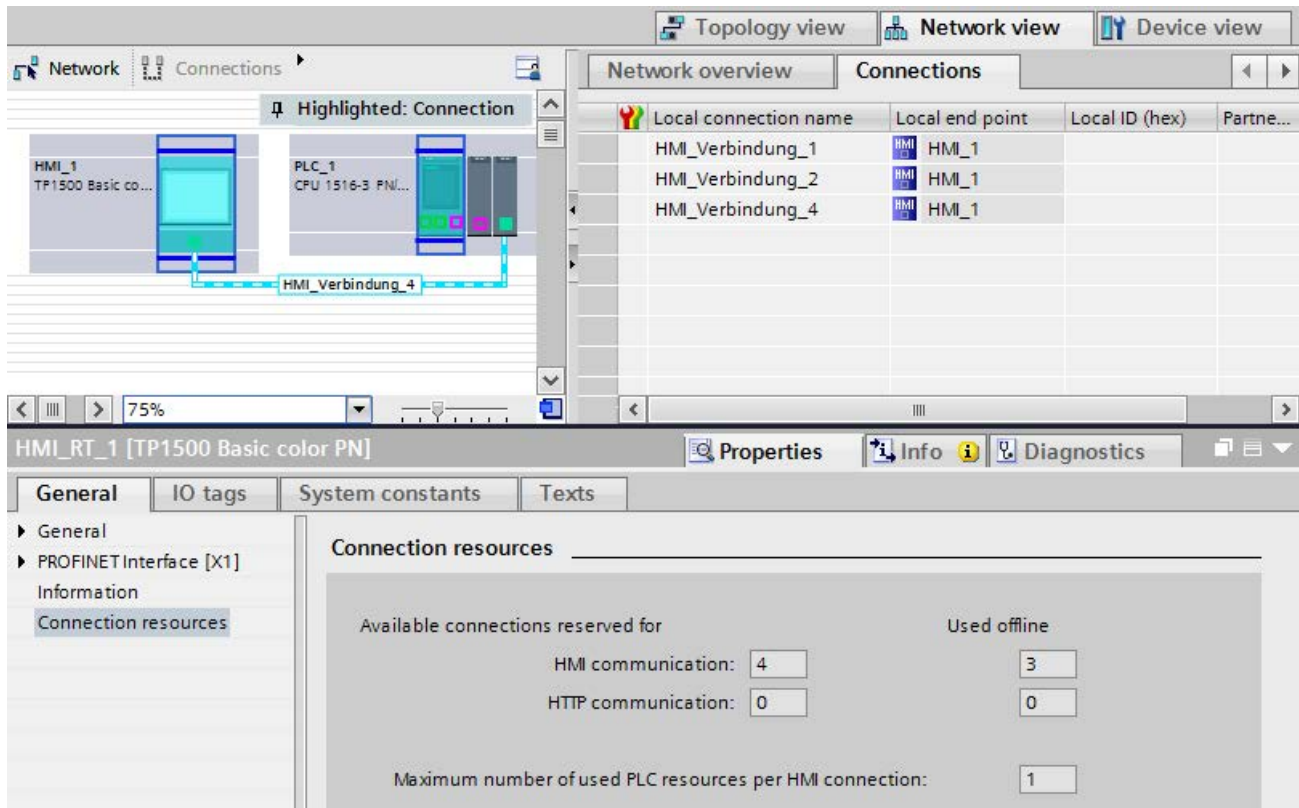 Topology view
Network view
Device view
Network
Connections
Network overview
Connections
Highlighted: Connection
HMI_1
TP1500 Basic co...
PLC_1
CPU 1516-3 PN/...
HMI_Verbindung_4
Local connection name
Local end point
Local ID (hex)
Partne...
HMI_Verbindung_1
HMI HMI_1
HMI_Verbindung_2
HMI HMI_1
HMI_Verbindung_4
HMI HMI_1
75%
HMI_RT_1 [TP1500 Basic color PN]
Properties
Info
Diagnostics
General
IO tags
System constants
Texts
General
PROFINET Interface [X1]
Information
Connection resources
Connection resources
Available connections reserved for
Used offline
HMI communication: 4 3
HTTP communication: 0 0
Maximum number of used PLC resources per HMI connection: 1